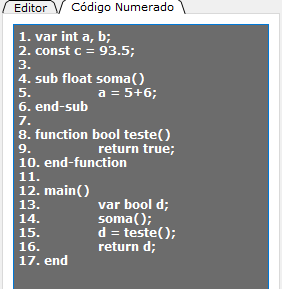 Editor Código Numerado
1. var int a, b;
2. const c = 93.5;
3.
4. sub float soma()
5. a = 5+6;
6. end-sub
7.
8. function bool teste()
9. return true;
10. end-function
11.
12. main()
13. var bool d;
14. soma();
15. d = teste();
16. return d;
17. end